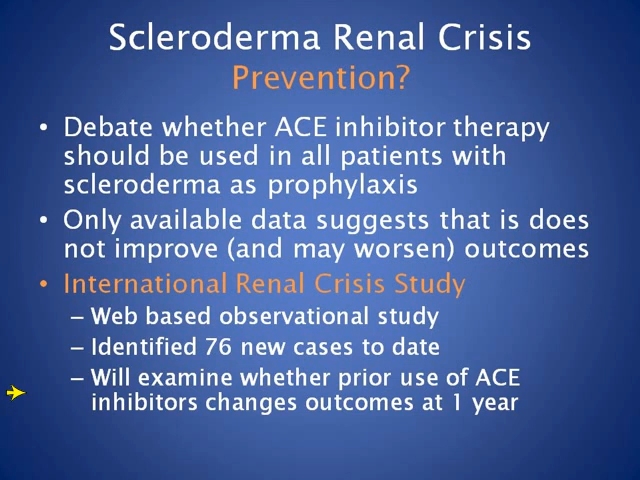 Scleroderma Renal Crisis
Prevention?
• Debate whether ACE inhibitor therapy
should be used in all patients with
scleroderma as prophylaxis
• Only available data suggests that is does
not improve (and may worsen) outcomes
• International Renal Crisis Study
– Web based observational study
– Identified 76 new cases to date
– Will examine whether prior use of ACE
inhibitors changes outcomes at 1 year